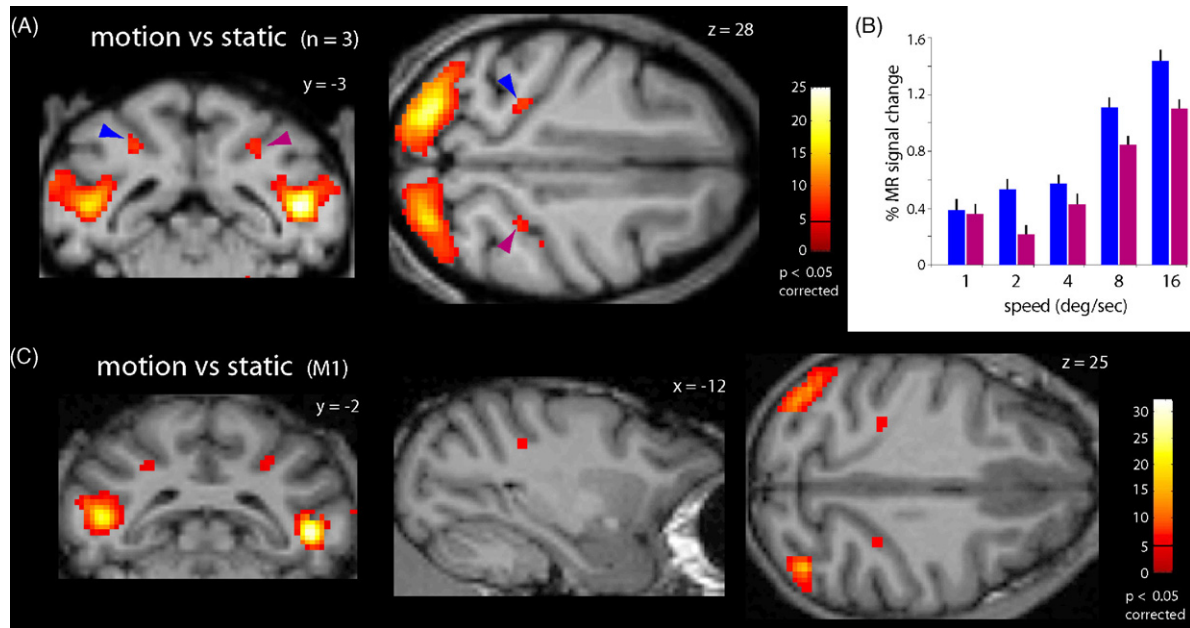 (A)
motion vs static (n = 3)
y = -3
z = 28
25
20
15
10
5
0
p < 0.05
corrected
(B)
% MR signal change
1.6
1.2
0.8
0.4
0
1 2 4 8 16
speed (deg/sec)
(C)
motion vs static (M1)
y = -2
x = -12
z = 25
30
25
20
15
10
5
0
p < 0.05
corrected